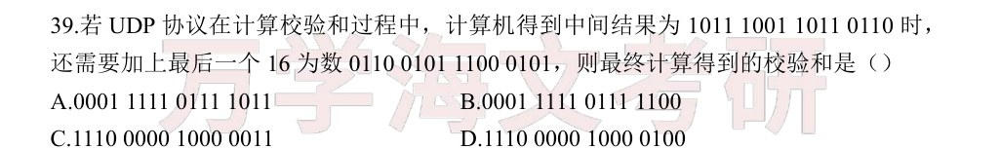 39.若 UDP 协议在计算校验和过程中，计算机得到中间结果为 1011 1001 1011 0110 时，
还需要加上最后一个 16 为数 0110 0101 1100 0101，则最终计算得到的校验和是（）
A.0001 1111 0111 1011 B.0001 1111 0111 1100
C.1110 0000 1000 0011 D.1110 0000 1000 0100
万学海文考研